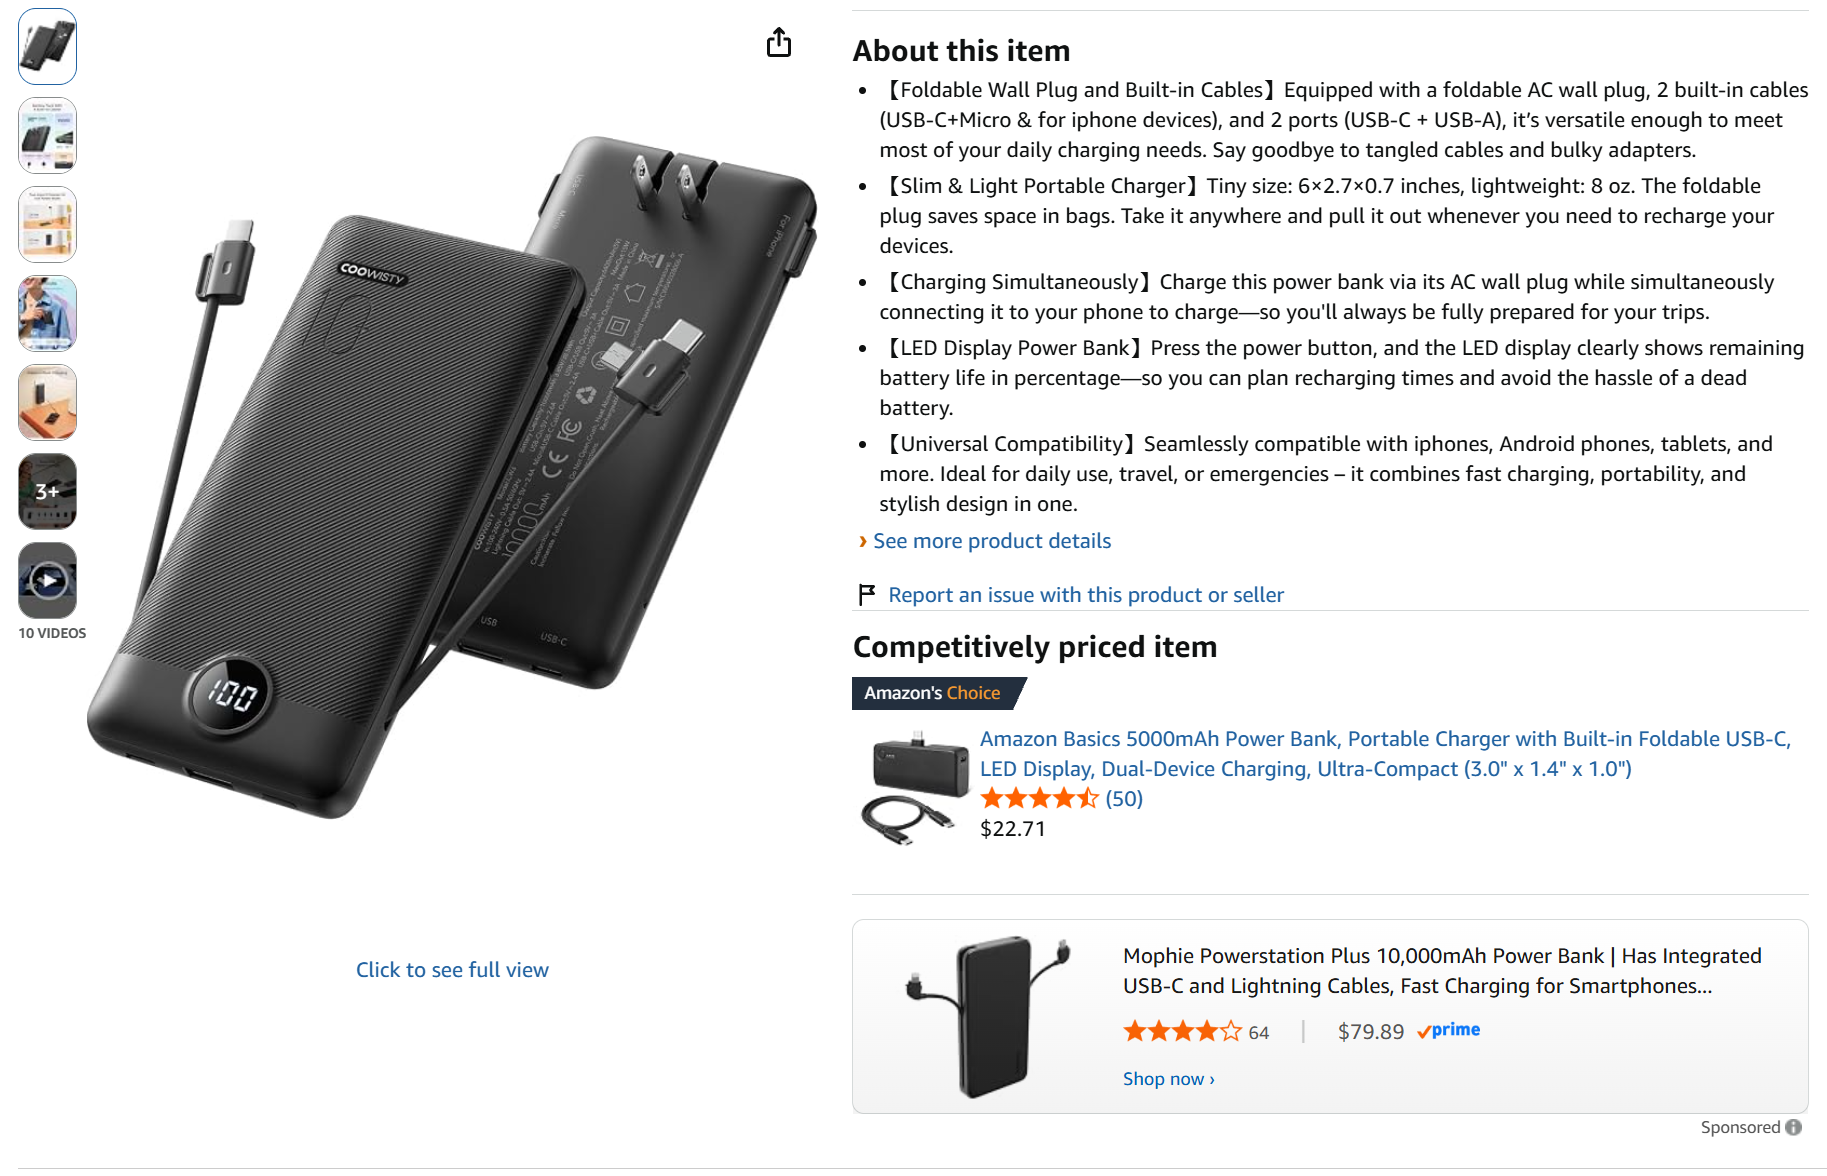 3+
10 VIDEOS
COOWISTY
10
100
USB-C
For iPhone
10000mAh
USB
USB-C
Click to see full view
About this item
【Foldable Wall Plug and Built-in Cables】Equipped with a foldable AC wall plug, 2 built-in cables
(USB-C+Micro & for iphone devices), and 2 ports (USB-C + USB-A), it’s versatile enough to meet
most of your daily charging needs. Say goodbye to tangled cables and bulky adapters.
【Slim & Light Portable Charger】Tiny size: 6×2.7×0.7 inches, lightweight: 8 oz. The foldable
plug saves space in bags. Take it anywhere and pull it out whenever you need to recharge your
devices.
【Charging Simultaneously】Charge this power bank via its AC wall plug while simultaneously
connecting it to your phone to charge—so you'll always be fully prepared for your trips.
【LED Display Power Bank】Press the power button, and the LED display clearly shows remaining
battery life in percentage—so you can plan recharging times and avoid the hassle of a dead
battery.
【Universal Compatibility】Seamlessly compatible with iphones, Android phones, tablets, and
more. Ideal for daily use, travel, or emergencies – it combines fast charging, portability, and
stylish design in one.
› See more product details
Report an issue with this product or seller
Competitively priced item
Amazon's Choice
Amazon Basics 5000mAh Power Bank, Portable Charger with Built-in Foldable USB-C,
LED Display, Dual-Device Charging, Ultra-Compact (3.0" x 1.4" x 1.0")
(50)
$22.71
Mophie Powerstation Plus 10,000mAh Power Bank | Has Integrated
USB-C and Lightning Cables, Fast Charging for Smartphones...
64 | $79.89 prime
Shop now ›
Sponsored